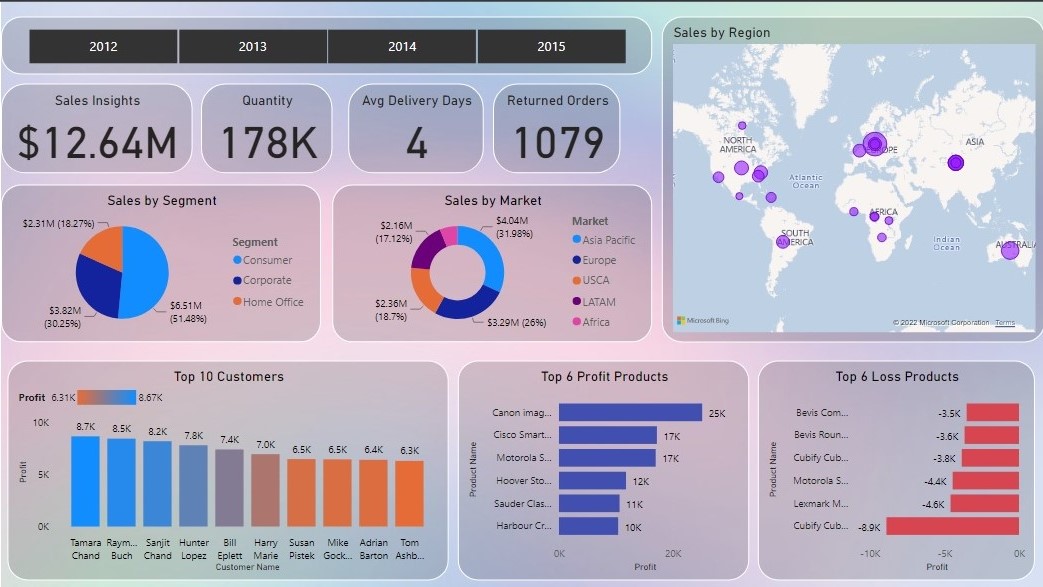 2012
2013
2014
2015
Sales Insights
$12.64M
Quantity
178K
Avg Delivery Days
4
Returned Orders
1079
Sales by Region
NORTH
AMERICA
Atlantic
Ocean
ASIA
AFRICA
SOUTH
AMERICA
Indian
Ocean
AUSTRALIA
Microsoft Bing
© 2022 Microsoft Corporation Terms
Sales by Segment
$2.31M (18.27%)
$3.82M
(30.25%)
$6.51M
(51.48%)
Segment
Consumer
Corporate
Home Office
Sales by Market
$2.16M
(17.12%)
$4.04M
(31.98%)
$2.36M
(18.7%)
$3.29M (26%)
Market
Asia Pacific
Europe
USCA
LATAM
Africa
Top 10 Customers
Profit 6.31K 8.67K
10K
5K
0K
Profit
8.7K
8.5K
8.2K
7.8K
7.4K
7.0K
6.5K
6.5K
6.4K
6.3K
Tamara
Chand
Raym...
Buch
Sanjit
Chand
Hunter
Lopez
Bill
Eplett
Harry
Marie
Susan
Pistek
Mike
Gock...
Adrian
Barton
Tom
Ashb...
Customer Name
Top 6 Profit Products
Product Name
Canon imag... 25K
Cisco Smart... 17K
Motorola S... 17K
Hoover Sto... 12K
Sauder Clas... 11K
Harbour Cr... 10K
0K 20K
Profit
Top 6 Loss Products
Product Name
Bevis Com... -3.5K
Bevis Roun... -3.6K
Cubify Cub... -3.8K
Motorola S... -4.4K
Lexmark M... -4.6K
Cubify Cub... -8.9K
-10K -5K 0K
Profit